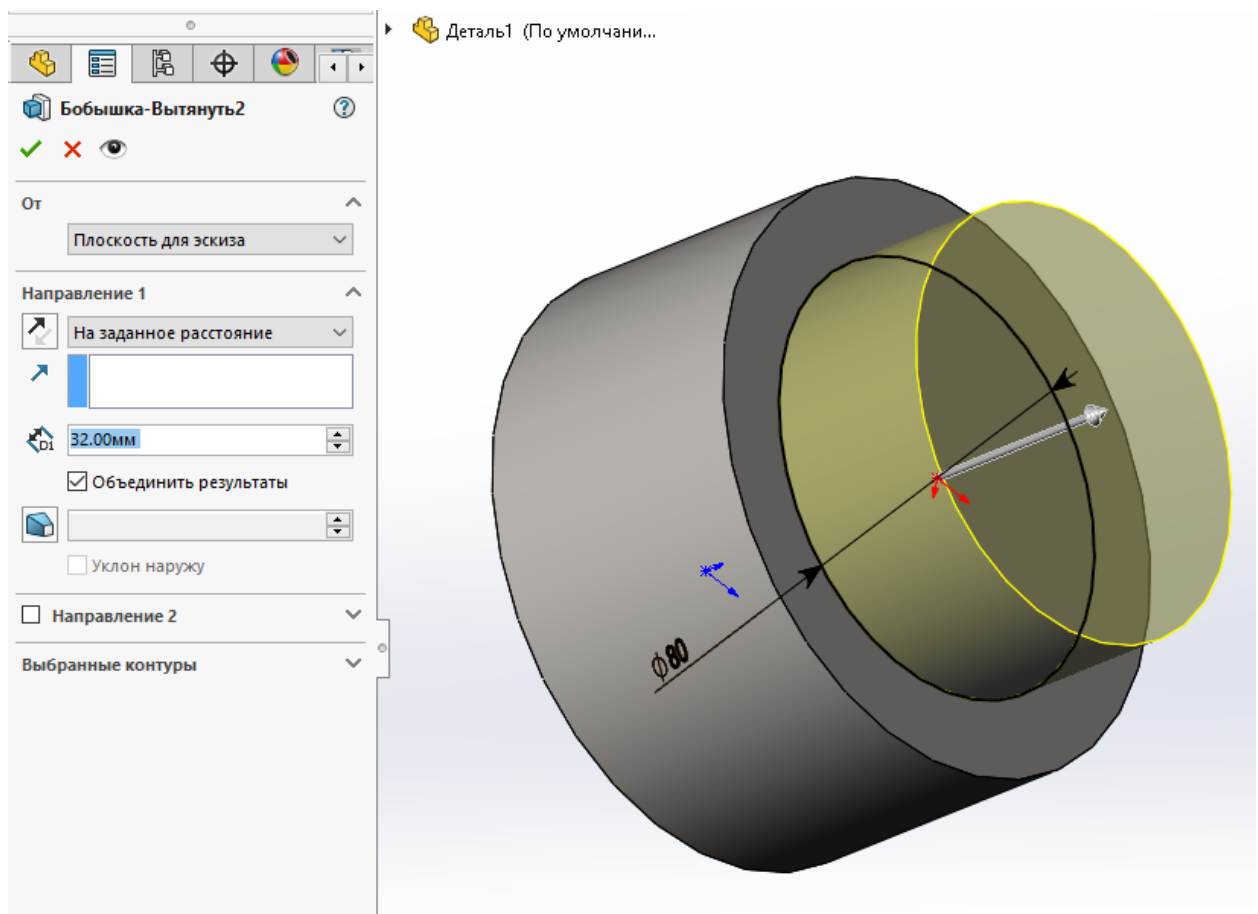 Деталь1 (По умолчани...
Бобышка-Вытянуть2
От
Плоскость для эскиза
Направление 1
На заданное расстояние
D1
32.00мм
Объединить результаты
Уклон наружу
Направление 2
Выбранные контуры
ϕ80